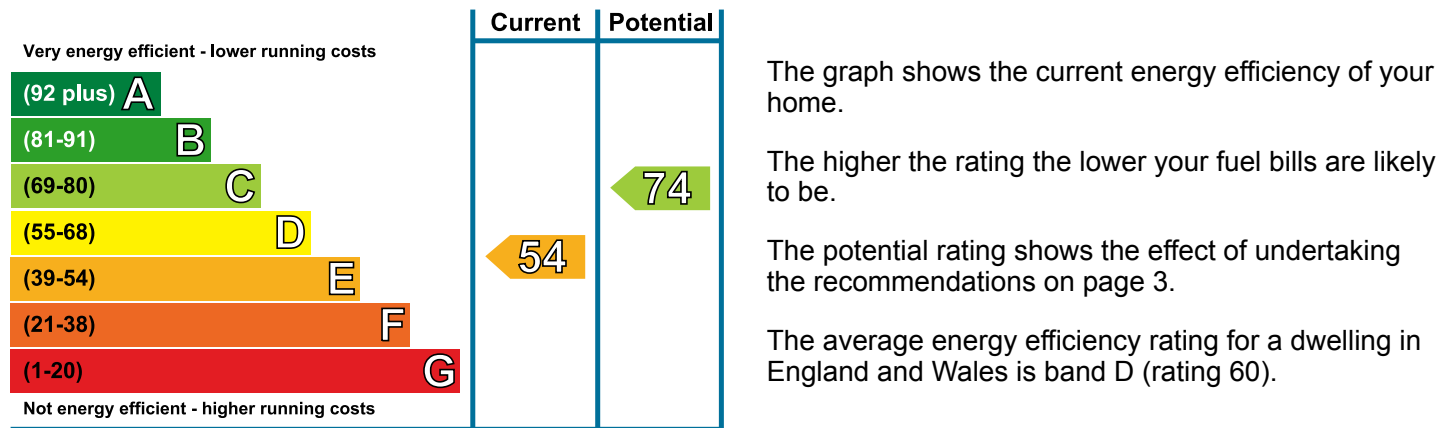 Current Potential
Very energy efficient - lower running costs
(92 plus) A
(81-91) B
(69-80) C
(55-68) D
(39-54) E
(21-38) F
(1-20) G
Not energy efficient - higher running costs
74
54
The graph shows the current energy efficiency of your
home.
The higher the rating the lower your fuel bills are likely
to be.
The potential rating shows the effect of undertaking
the recommendations on page 3.
The average energy efficiency rating for a dwelling in
England and Wales is band D (rating 60).